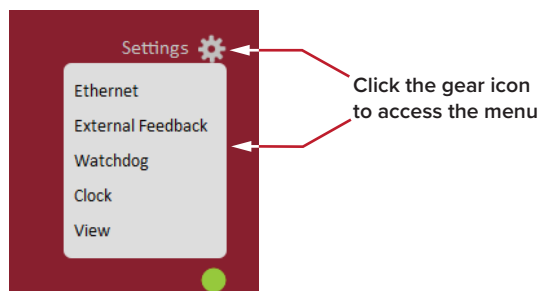 Settings
Ethernet
External Feedback
Watchdog
Clock
View
Click the gear icon
to access the menu